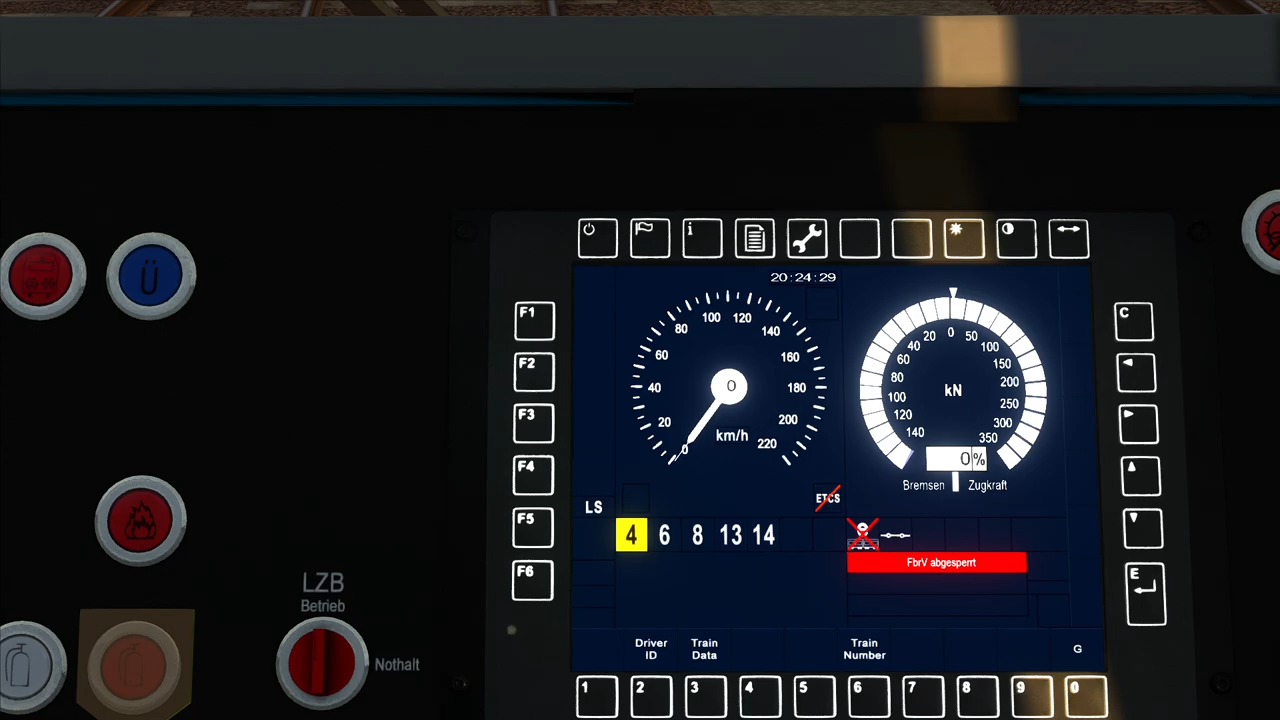 20:24:29
F1
F2
F3
F4
F5
F6
i
0
20
40
60
80
100
120
140
160
180
200
220
0
km/h
140
120
100
80
60
40
20
0
50
100
150
200
250
300
350
kN
0%
Bremsen
Zugkraft
C
E
LS
ETCS
4 6 8 13 14
FbrV abgesperrt
Driver
ID
Train
Data
Train
Number
G
1 2 3 4 5 6 7 8 9 0
Ü
LZB
Betrieb
Nothalt